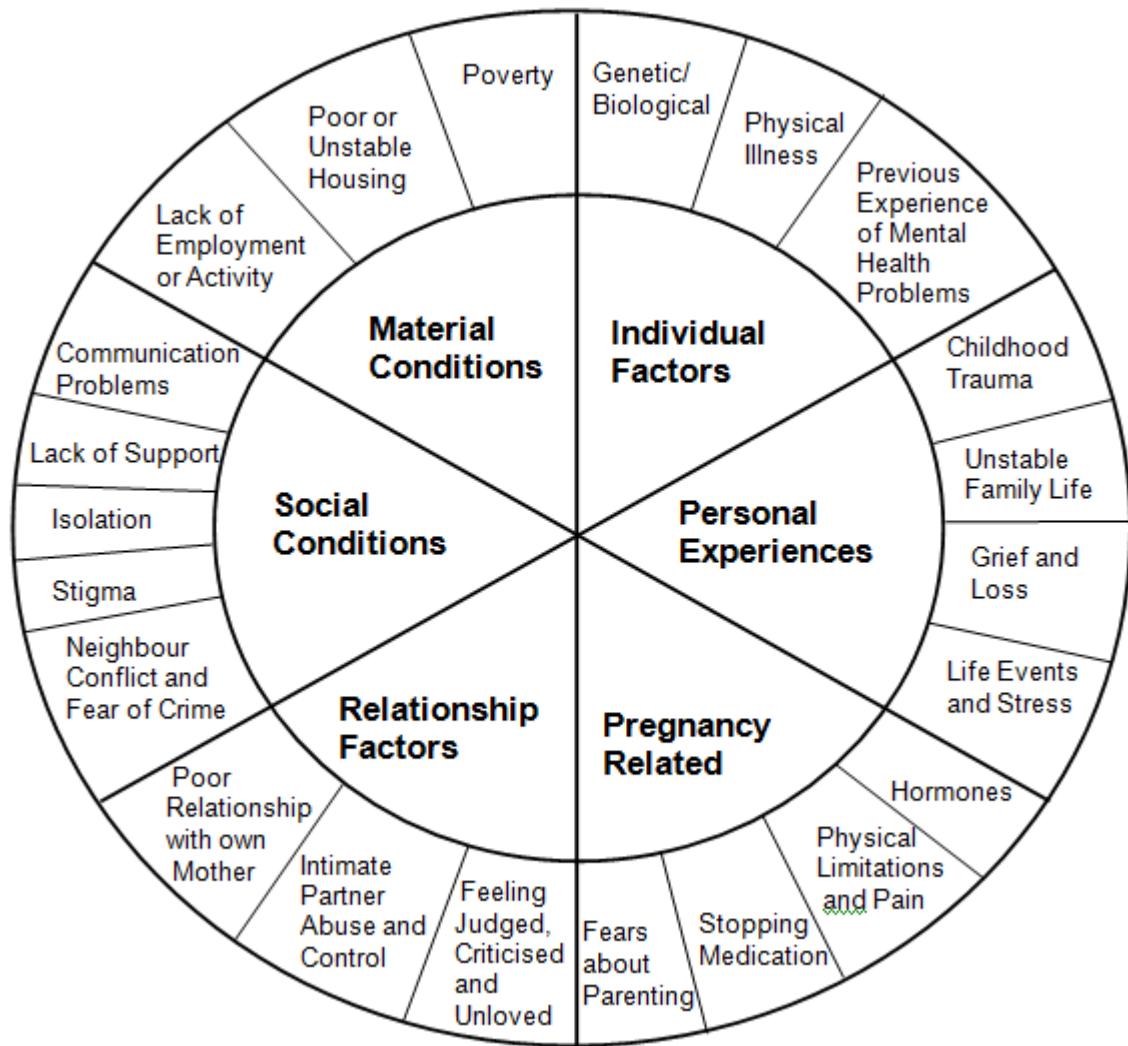 Poverty
Genetic/
Biological
Physical
Illness
Previous
Experience
of Mental
Health
Problems
Childhood
Trauma
Unstable
Family Life
Grief and
Loss
Life Events
and Stress
Hormones
Physical
Limitations
and Pain
Stopping
Medication
Fears
about
Parenting
Feeling
Judged,
Criticised
and
Unloved
Intimate
Partner
Abuse and
Control
Poor
Relationship
with own
Mother
Neighbour
Conflict and
Fear of Crime
Stigma
Isolation
Lack of Support
Communication
Problems
Lack of
Employment
or Activity
Poor or
Unstable
Housing
Material
Conditions
Individual
Factors
Personal
Experiences
Pregnancy
Related
Relationship
Factors
Social
Conditions